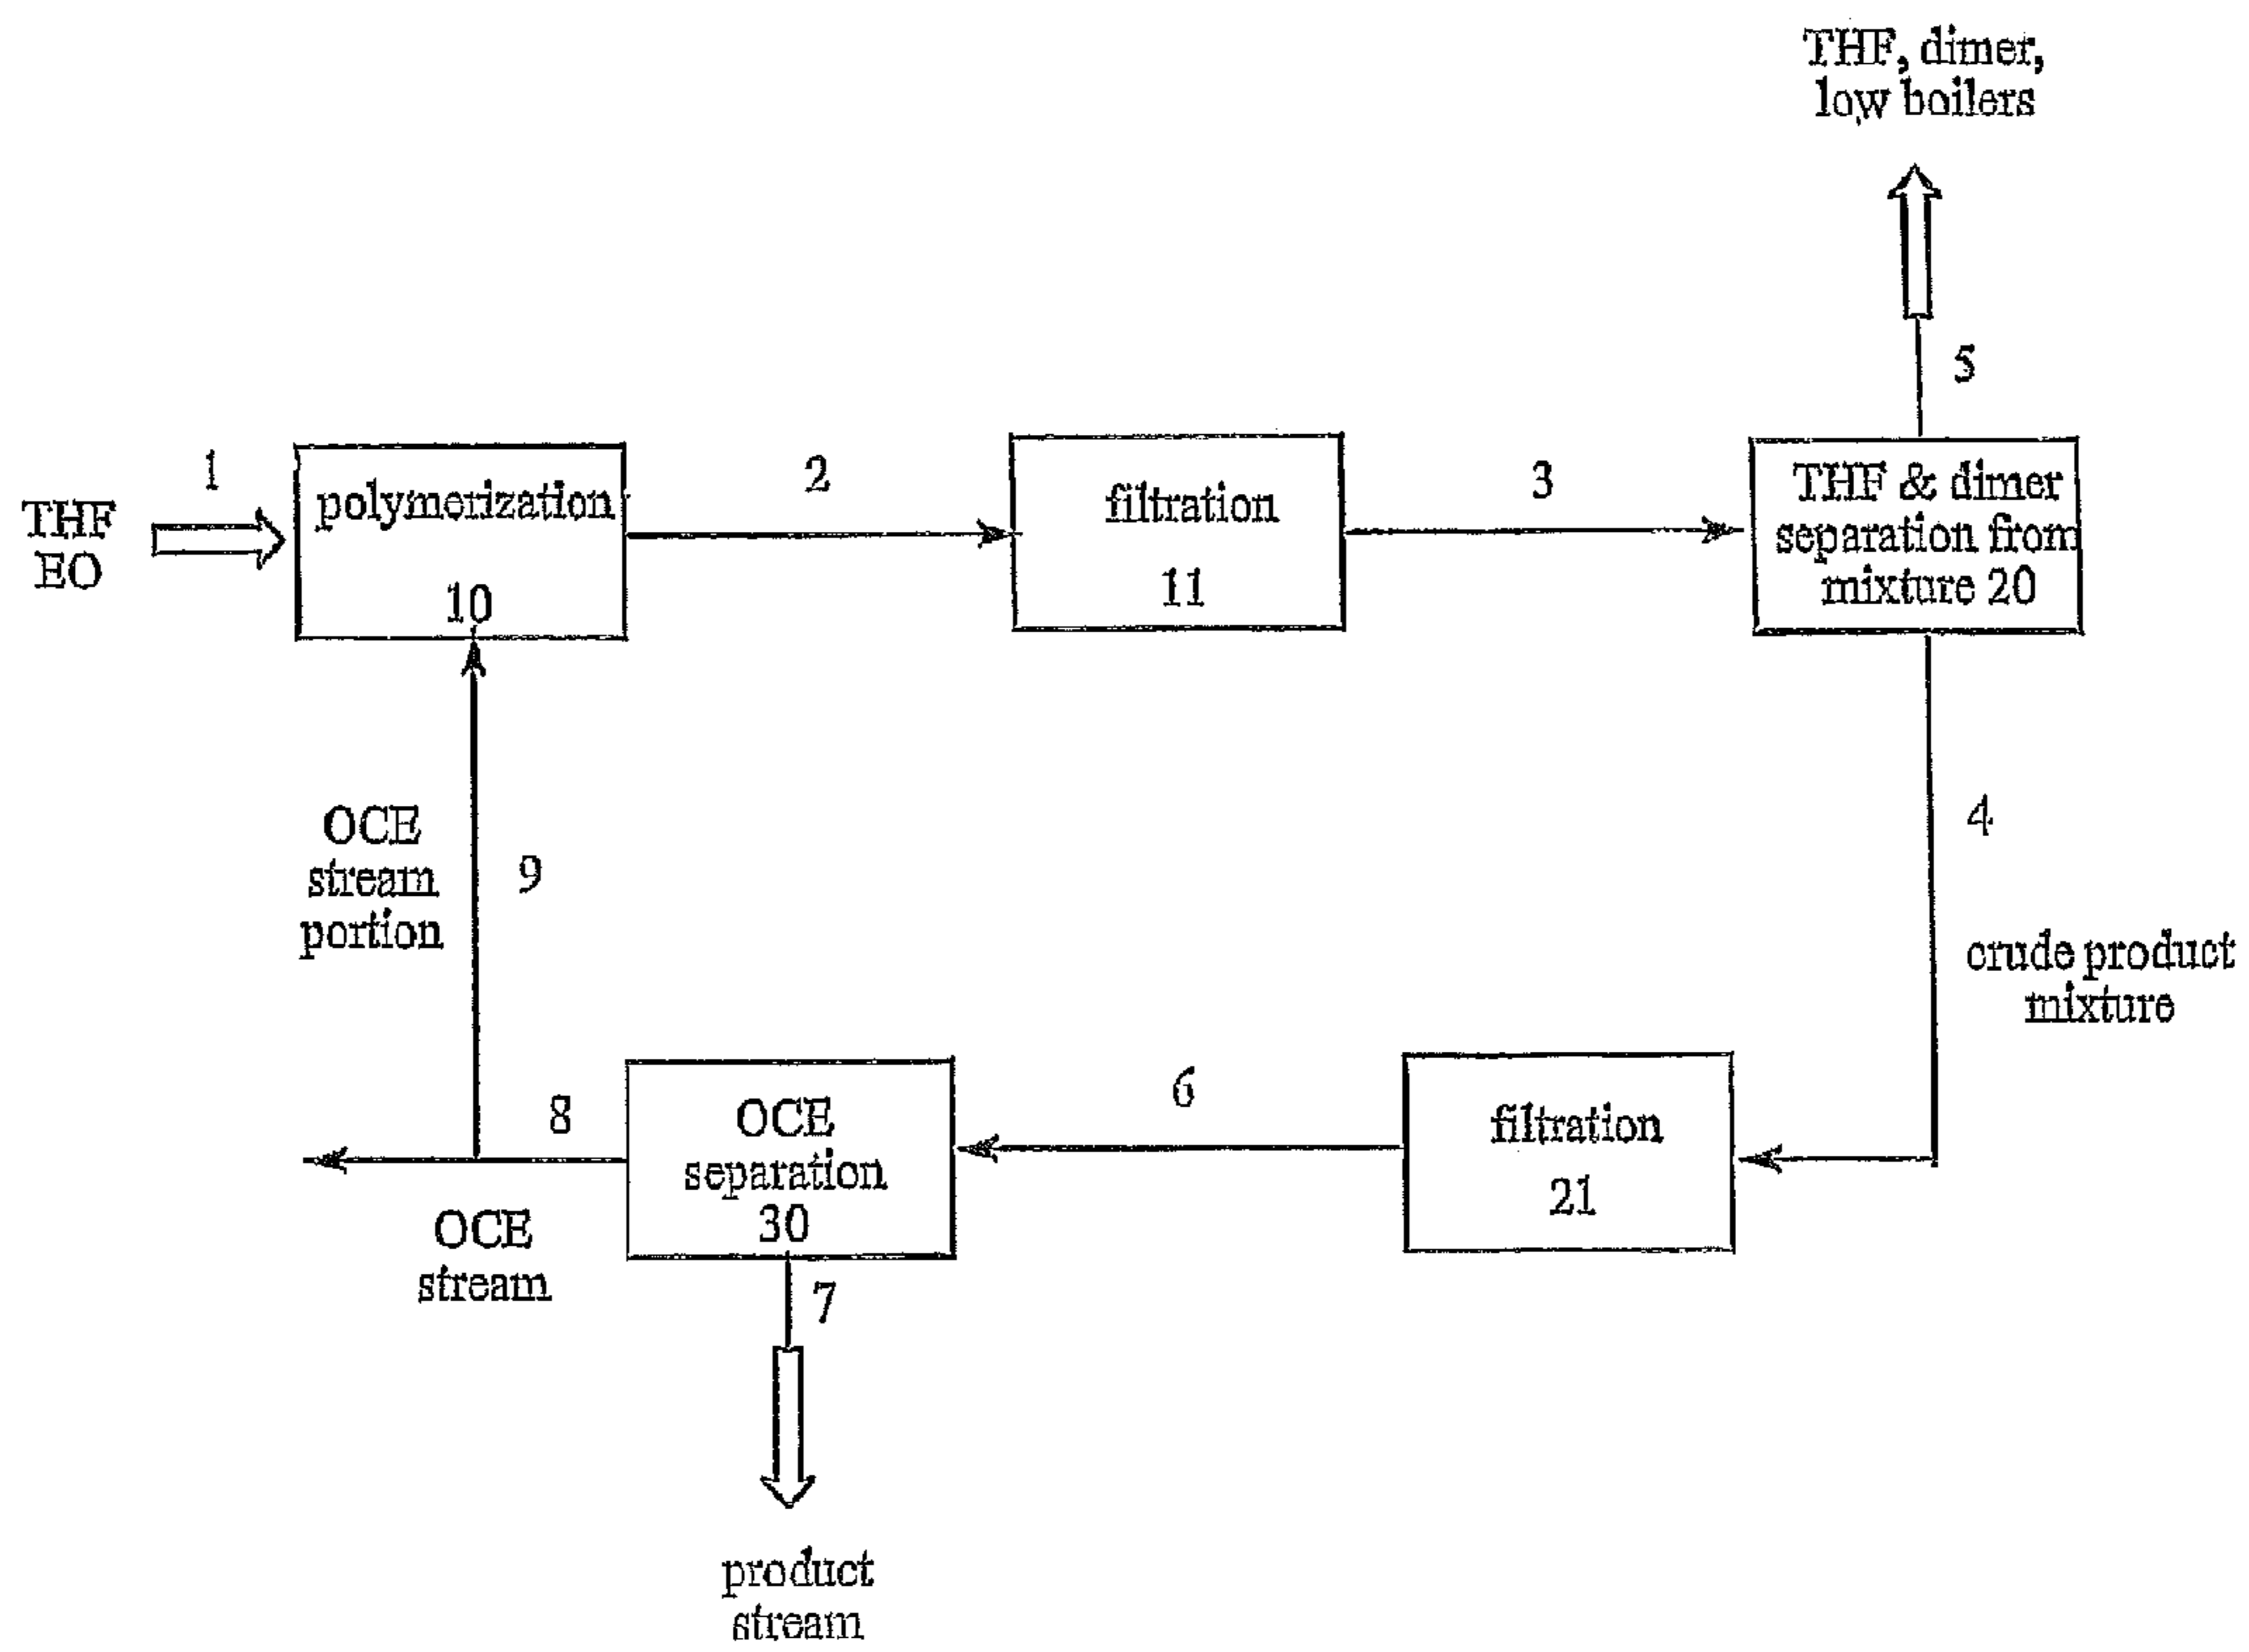 THF, dimer,
low boilers
5
1
THF
EO
polymerization
10
2
filtration
11
3
THF & dimer
separation from
mixture 20
4
crude product
mixture
OCE
stream
portion
9
8
OCE
stream
OCE
separation
30
6
filtration
21
7
product
stream